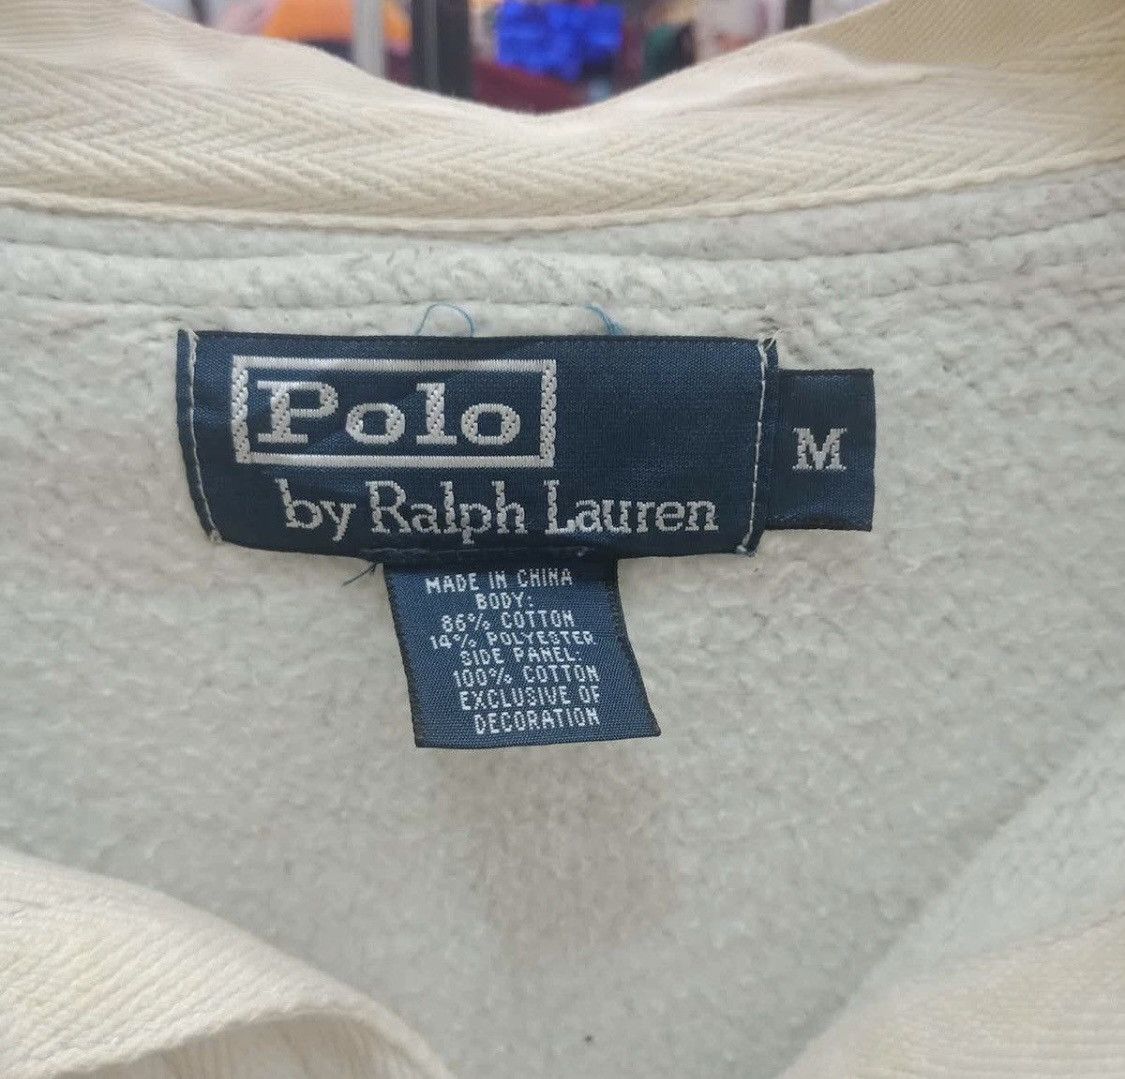 Polo
by Ralph Lauren
M
MADE IN CHINA
BODY:
86% COTTON
14% POLYESTER
SIDE PANEL:
100% COTTON
EXCLUSIVE OF
DECORATION